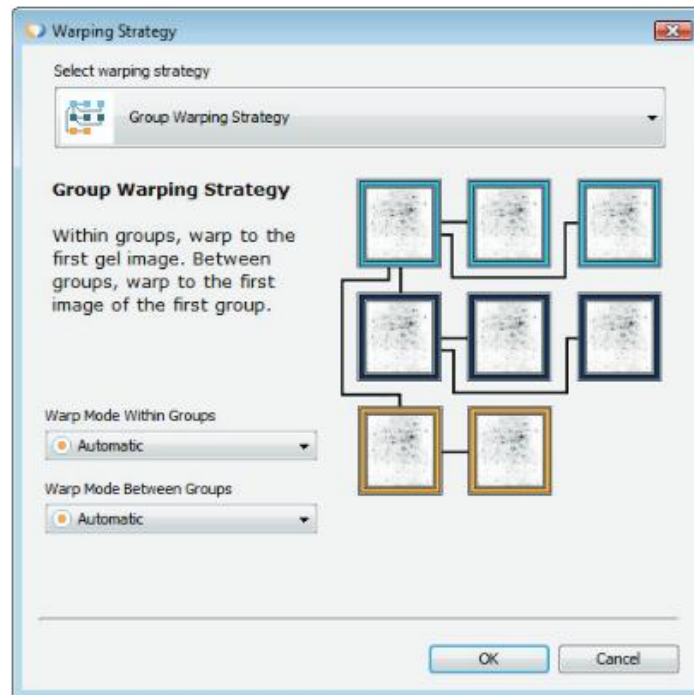 Warping Strategy
Select warping strategy
Group Warping Strategy
Group Warping Strategy
Within groups, warp to the
first gel image. Between
groups, warp to the first
image of the first group.
Warp Mode Within Groups
Automatic
Warp Mode Between Groups
Automatic
OK
Cancel